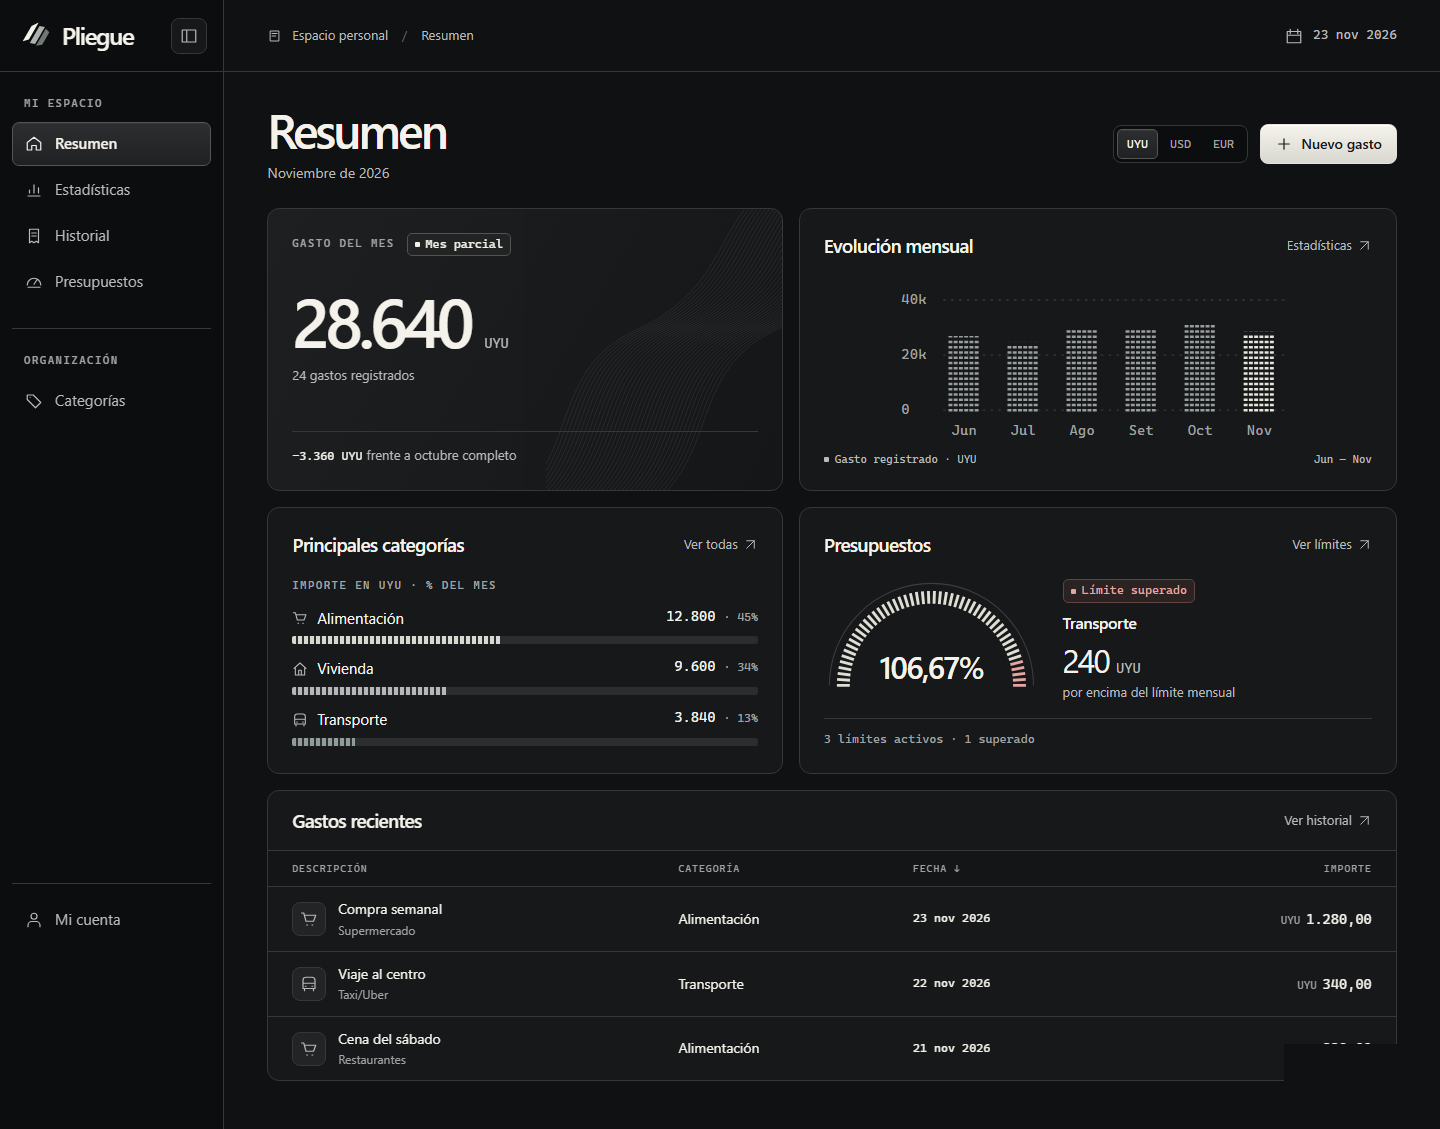 Pliegue
Espacio personal / Resumen
23 nov 2026
MI ESPACIO
Resumen
Estadísticas
Historial
Presupuestos
ORGANIZACIÓN
Categorías
Mi cuenta
Resumen
Noviembre de 2026
UYU USD EUR
Nuevo gasto
GASTO DEL MES
Mes parcial
28.640 UYU
24 gastos registrados
−3.360 UYU frente a octubre completo
Evolución mensual
Estadísticas
40k
20k
0
Jun Jul Ago Set Oct Nov
Gasto registrado · UYU
Jun — Nov
Principales categorías
Ver todas
IMPORTE EN UYU · % DEL MES
Alimentación 12.800 · 45%
Vivienda 9.600 · 34%
Transporte 3.840 · 13%
Presupuestos
Ver límites
106,67%
Límite superado
Transporte
240 UYU
por encima del límite mensual
3 límites activos · 1 superado
Gastos recientes
Ver historial
DESCRIPCIÓN CATEGORÍA FECHA ↓ IMPORTE
Compra semanal
Supermercado
Alimentación 23 nov 2026 UYU 1.280,00
Viaje al centro
Taxi/Uber
Transporte 22 nov 2026 UYU 340,00
Cena del sábado
Restaurantes
Alimentación 21 nov 2026